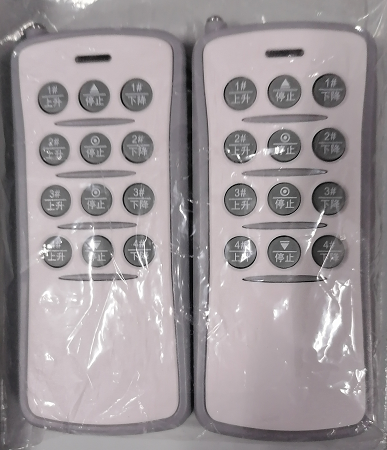 1# 1#
上升 停止 下降
2# 2#
上升 停止 下降
3# 3#
上升 停止 下降
4#
上升 停止 下降
1# 1#
上升 停止 下降
2# 2#
上升 停止 下降
3# 3#
上升 停止 下降
4# 4#
上升 停止 下降